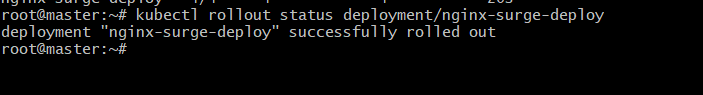 root@master:~# kubectl rollout status deployment/nginx-surge-deploy
deployment "nginx-surge-deploy" successfully rolled out
root@master:~#